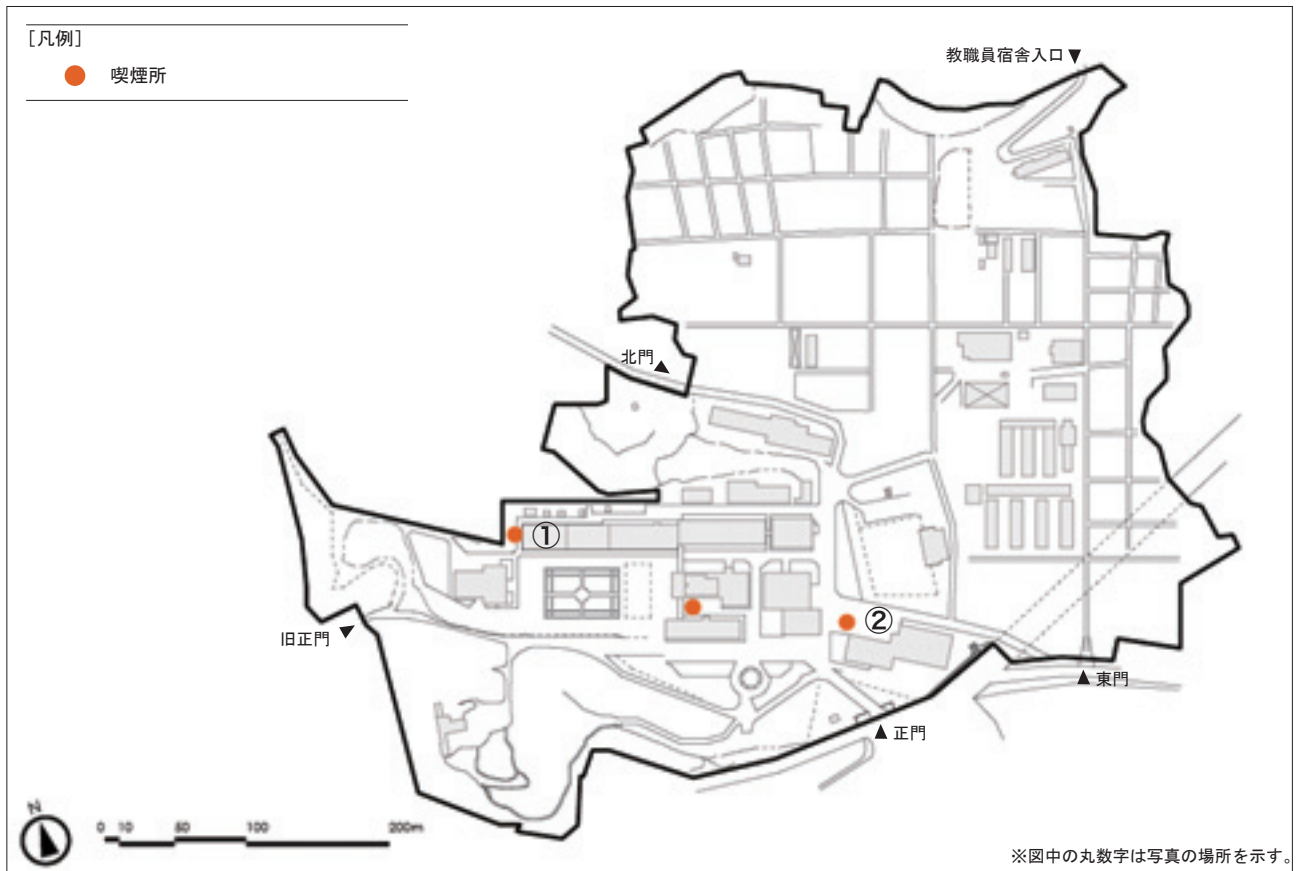 [凡例]
喫煙所
教職員宿舎入口▼
北門
①
②
旧正門
東門
正門
N
0 10 50 100 200m
※図中の丸数字は写真の場所を示す。